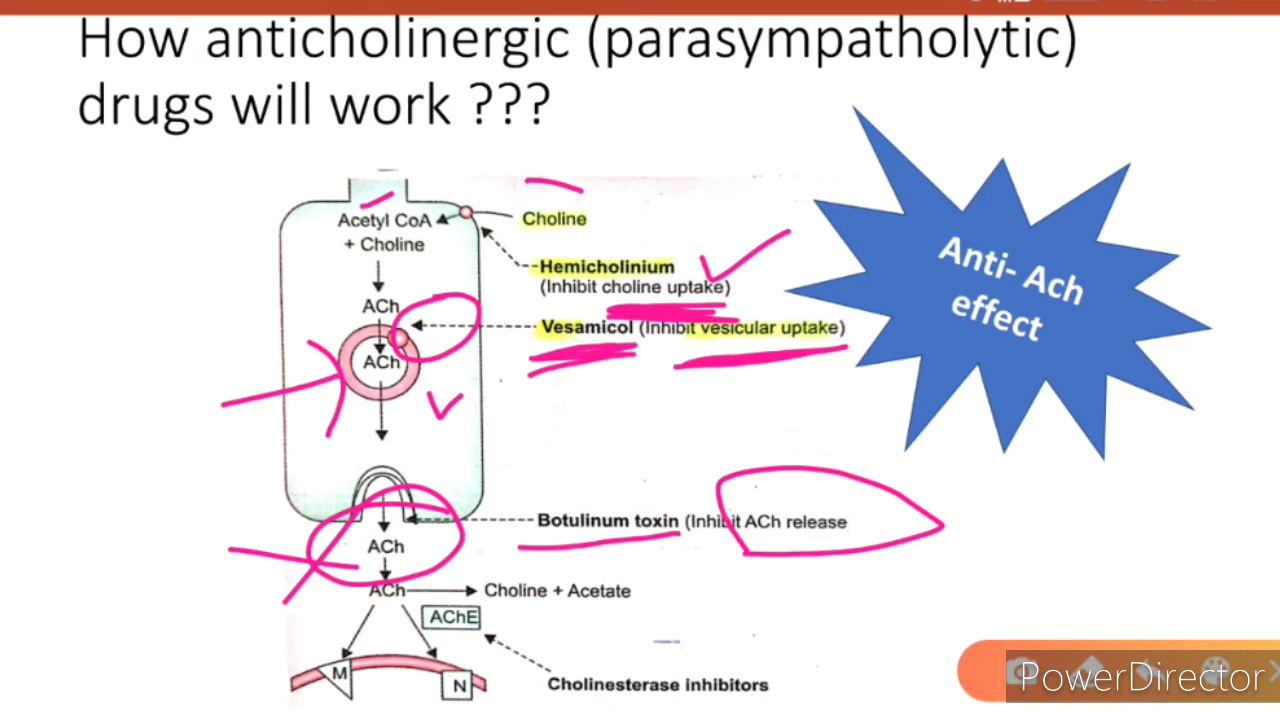 How anticholinergic (parasympatholytic)
drugs will work ???
Acetyl CoA
+ Choline
Choline
Hemicholinium
(Inhibit choline uptake)
ACh
Vesamicol (Inhibit vesicular uptake)
ACh
Anti- Ach
effect
Botulinum toxin (Inhibit ACh release
ACh
ACh
Choline + Acetate
AChE
M
N
Cholinesterase inhibitors
PowerDirector